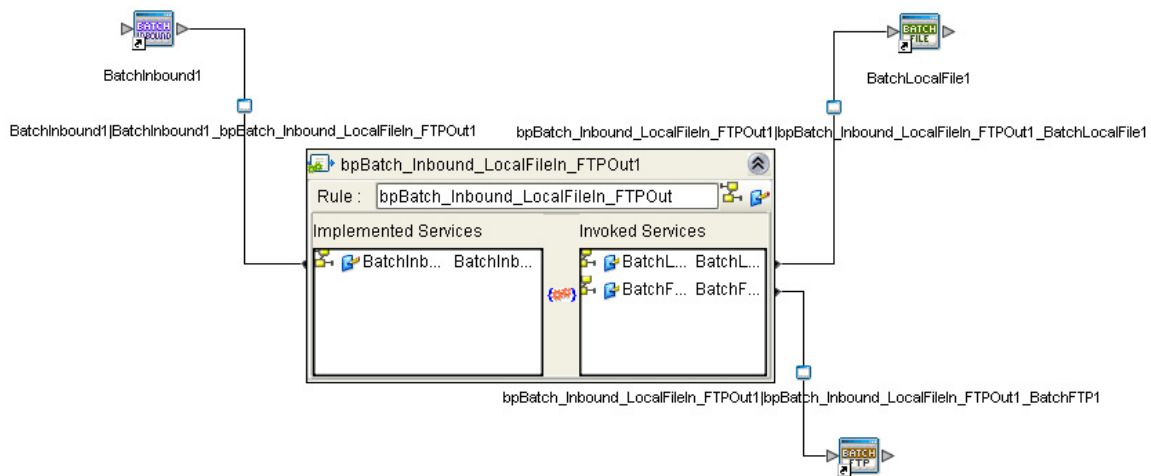 BATCH INBOUND
BATCH FILE
BatchInbound1
BatchLocalFile1
BatchInbound1|BatchInbound1_bpBatch_Inbound_LocalFileIn_FTPOut1
bpBatch_Inbound_LocalFileIn_FTPOut1|bpBatch_Inbound_LocalFileIn_FTPOut1_BatchLocalFile1
bpBatch_Inbound_LocalFileIn_FTPOut1
Rule : bpBatch_Inbound_LocalFileIn_FTPOut
Implemented Services
Invoked Services
BatchInb... BatchInb...
BatchL... BatchL...
BatchF... BatchF...
bpBatch_Inbound_LocalFileIn_FTPOut1|bpBatch_Inbound_LocalFileIn_FTPOut1_BatchFTP1
BATCH FTP